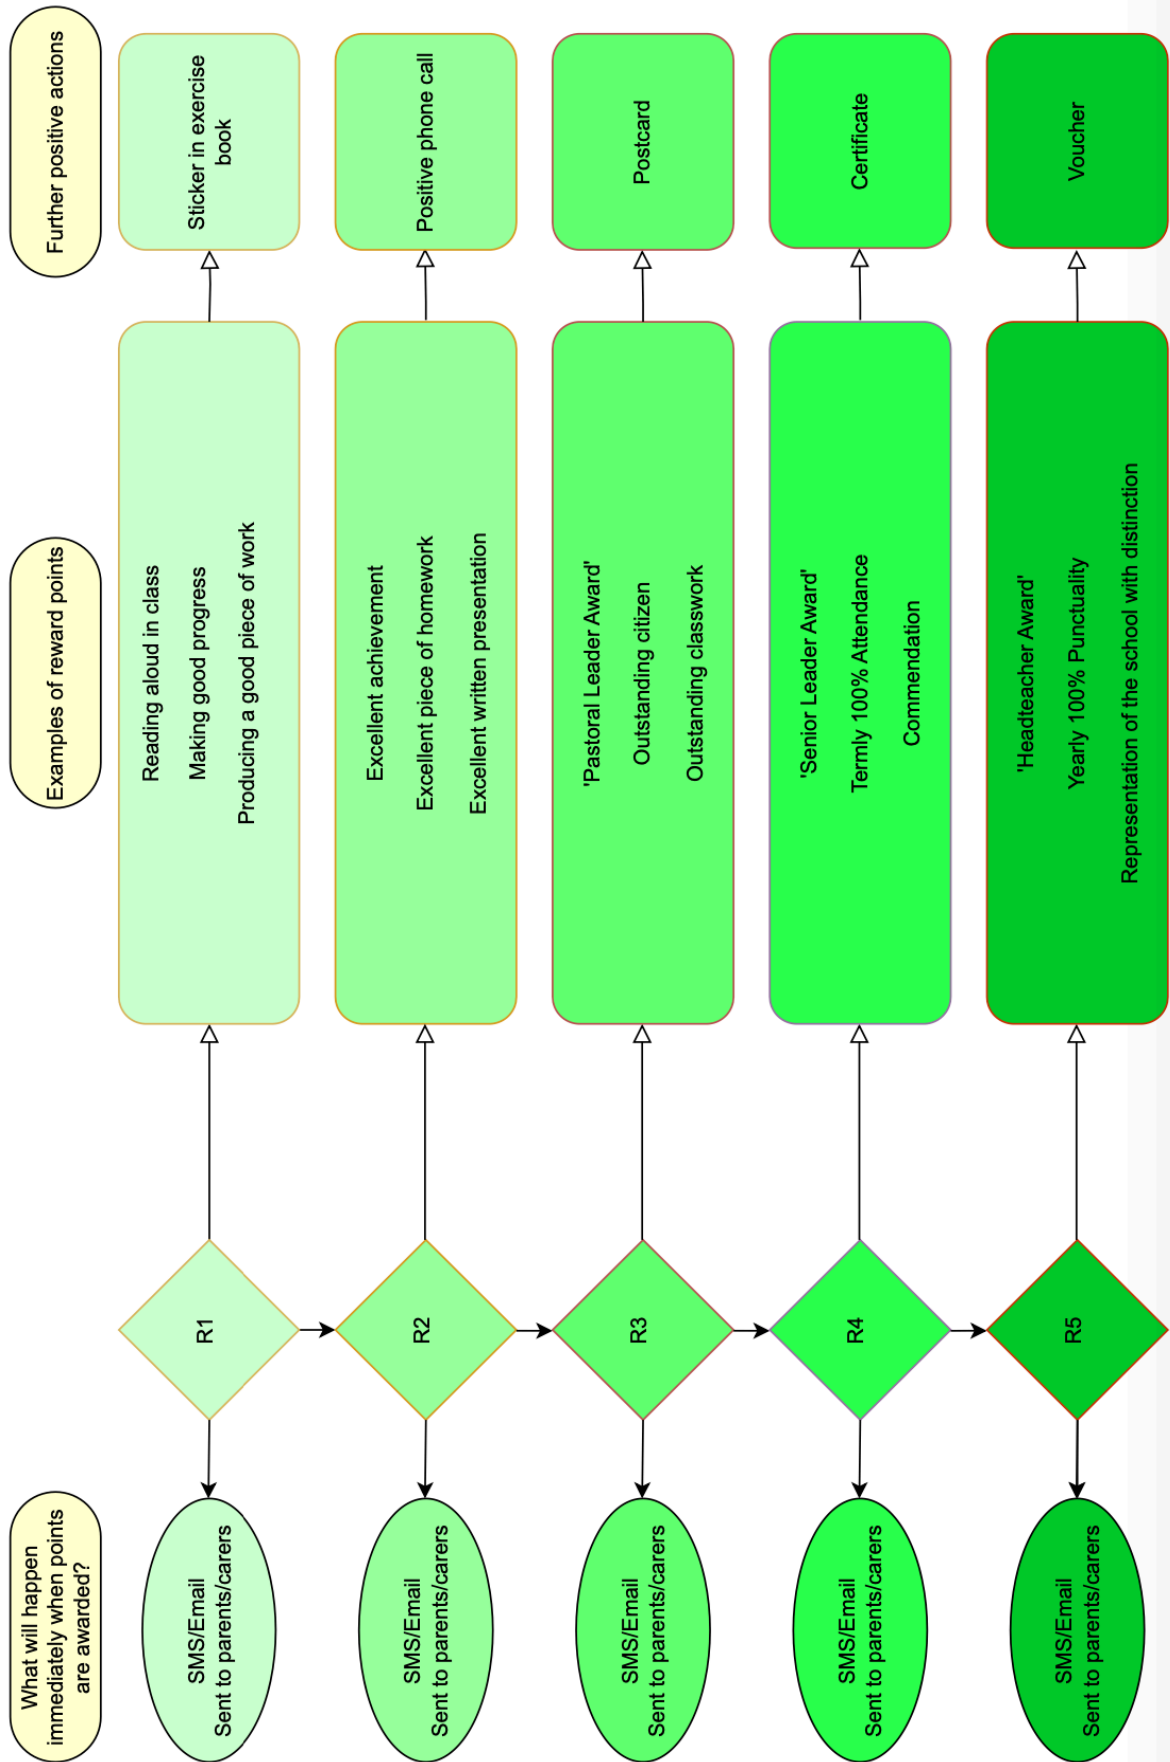 What will happen
immediately when points
are awarded?
Examples of reward points
Further positive actions
SMS/Email
Sent to parents/carers
R1
Reading aloud in class
Making good progress
Producing a good piece of work
Sticker in exercise
book
SMS/Email
Sent to parents/carers
R2
Excellent achievement
Excellent piece of homework
Excellent written presentation
Positive phone call
SMS/Email
Sent to parents/carers
R3
'Pastoral Leader Award'
Outstanding citizen
Outstanding classwork
Postcard
SMS/Email
Sent to parents/carers
R4
'Senior Leader Award'
Termly 100% Attendance
Commendation
Certificate
SMS/Email
Sent to parents/carers
R5
'Headteacher Award'
Yearly 100% Punctuality
Representation of the school with distinction
Voucher